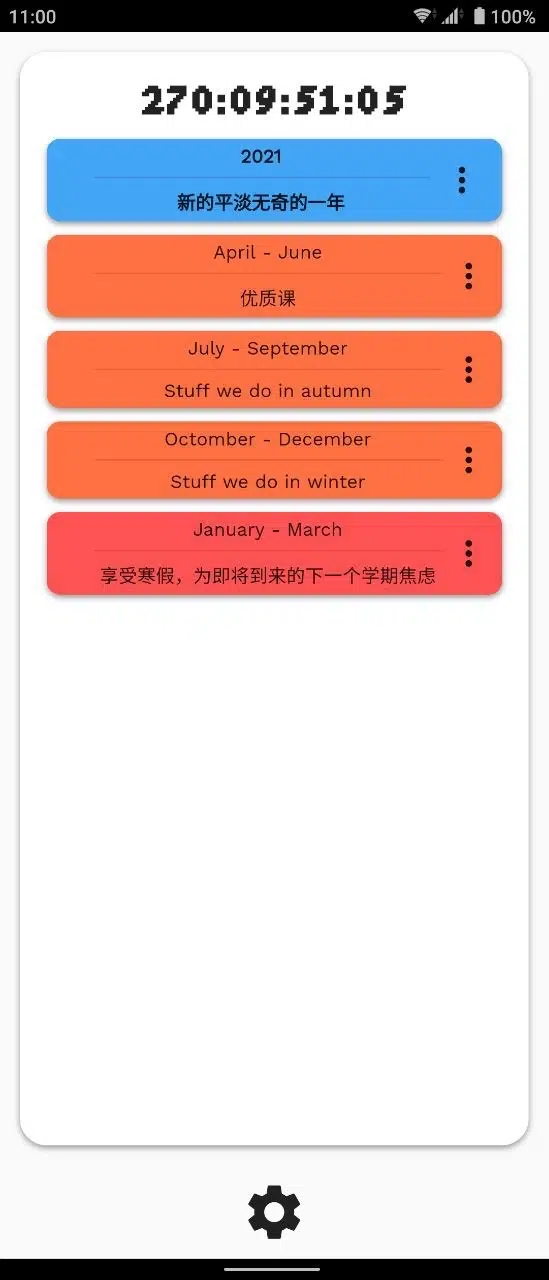 11:00
100%
270:09:51:05
2021
新的平淡无奇的一年
April - June
优质课
July - September
Stuff we do in autumn
Octomber - December
Stuff we do in winter
January - March
享受寒假，为即将到来的下一个学期焦虑